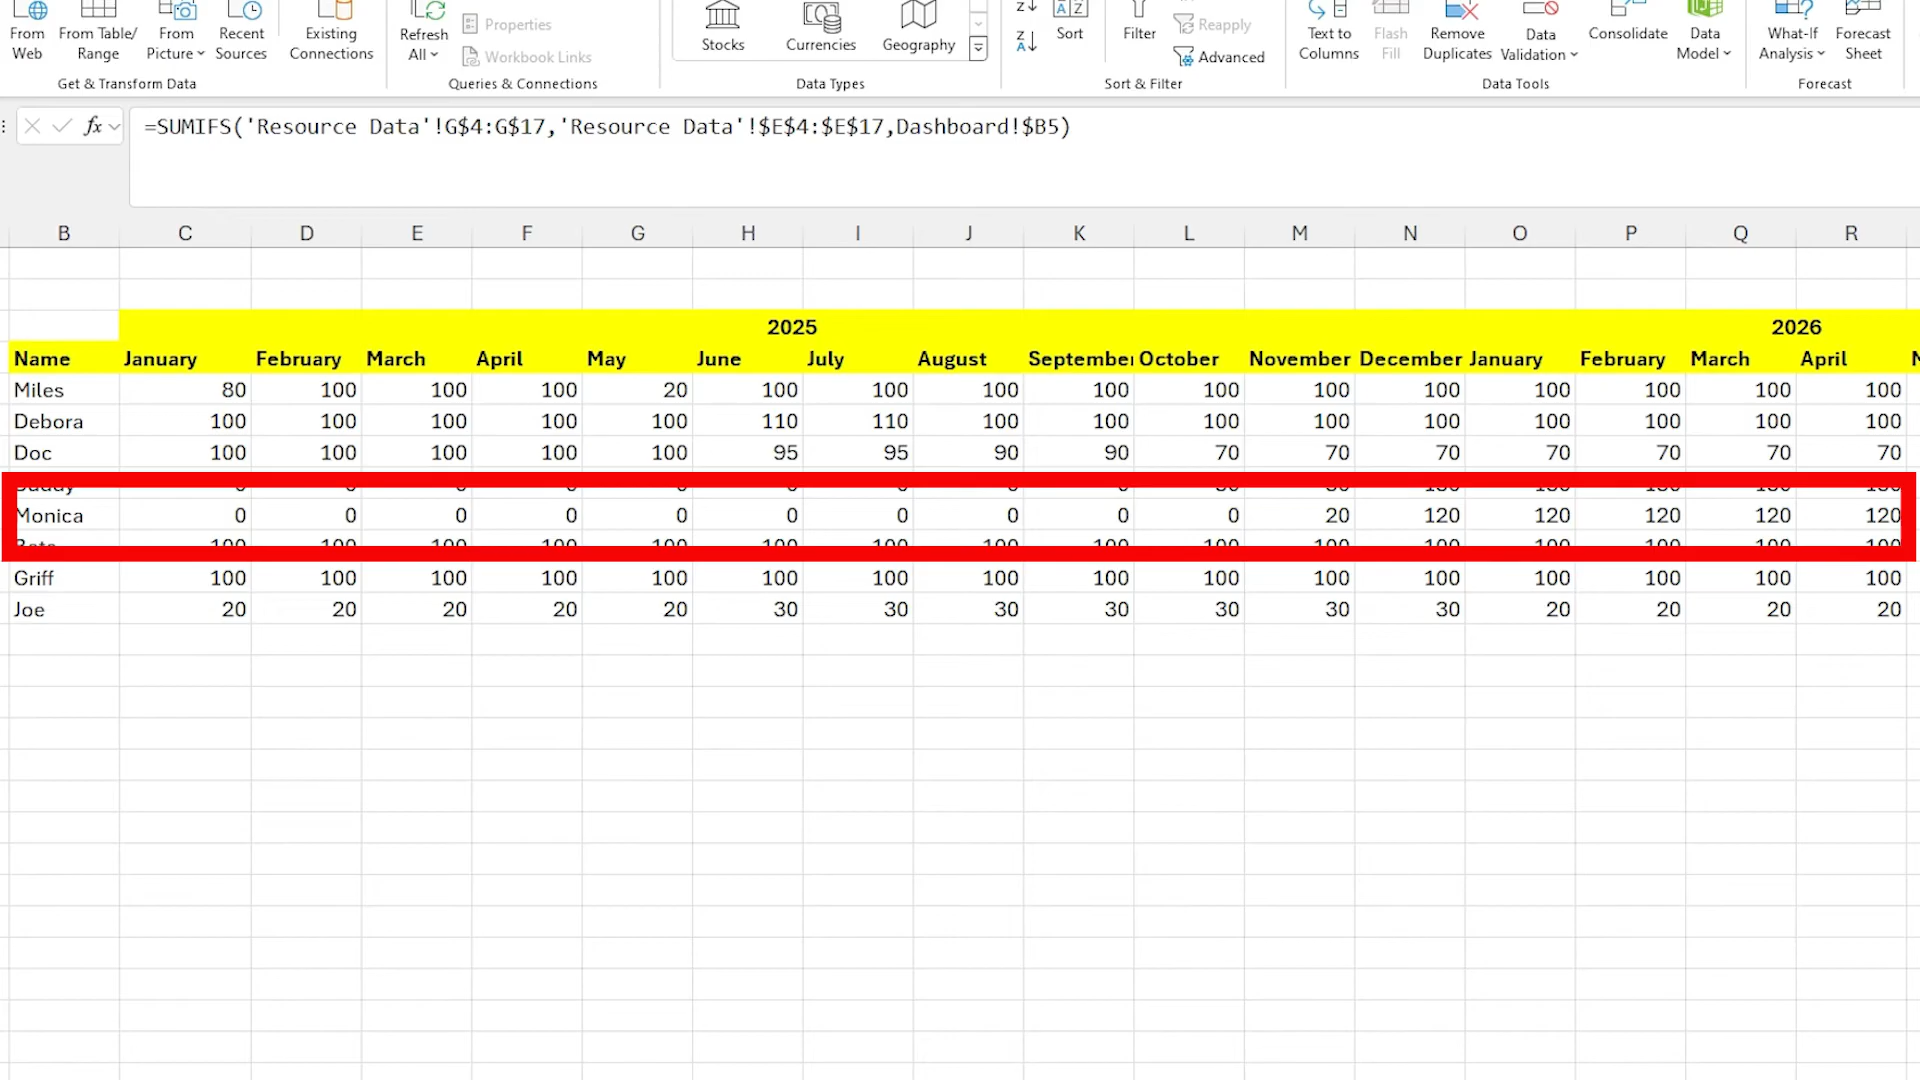 From Web
From Table/ Range
From Picture
Recent Sources
Existing Connections
Refresh All
Properties
Workbook Links
Stocks
Currencies
Geography
Sort
Filter
Reapply
Advanced
Text to Columns
Flash Fill
Remove Duplicates
Data Validation
Consolidate
Data Model
What-If Analysis
Forecast Sheet
Get & Transform Data
Queries & Connections
Data Types
Sort & Filter
Data Tools
Forecast
fx
=SUMIFS('Resource Data'!G$4:G$17,'Resource Data'!$E$4:$E$17,Dashboard!$B5)
B C D E F G H I J K L M N O P Q R
2025 2026
Name January February March April May June July August September October November December January February March April
Miles 80 100 100 100 20 100 100 100 100 100 100 100 100 100 100 100
Debora 100 100 100 100 100 110 110 100 100 100 100 100 100 100 100 100
Doc 100 100 100 100 100 95 95 90 90 70 70 70 70 70 70 70
Monica 0 0 0 0 0 0 0 0 0 0 20 120 120 120 120 120
Griff 100 100 100 100 100 100 100 100 100 100 100 100 100 100 100 100
Joe 20 20 20 20 20 30 30 30 30 30 30 30 20 20 20 20